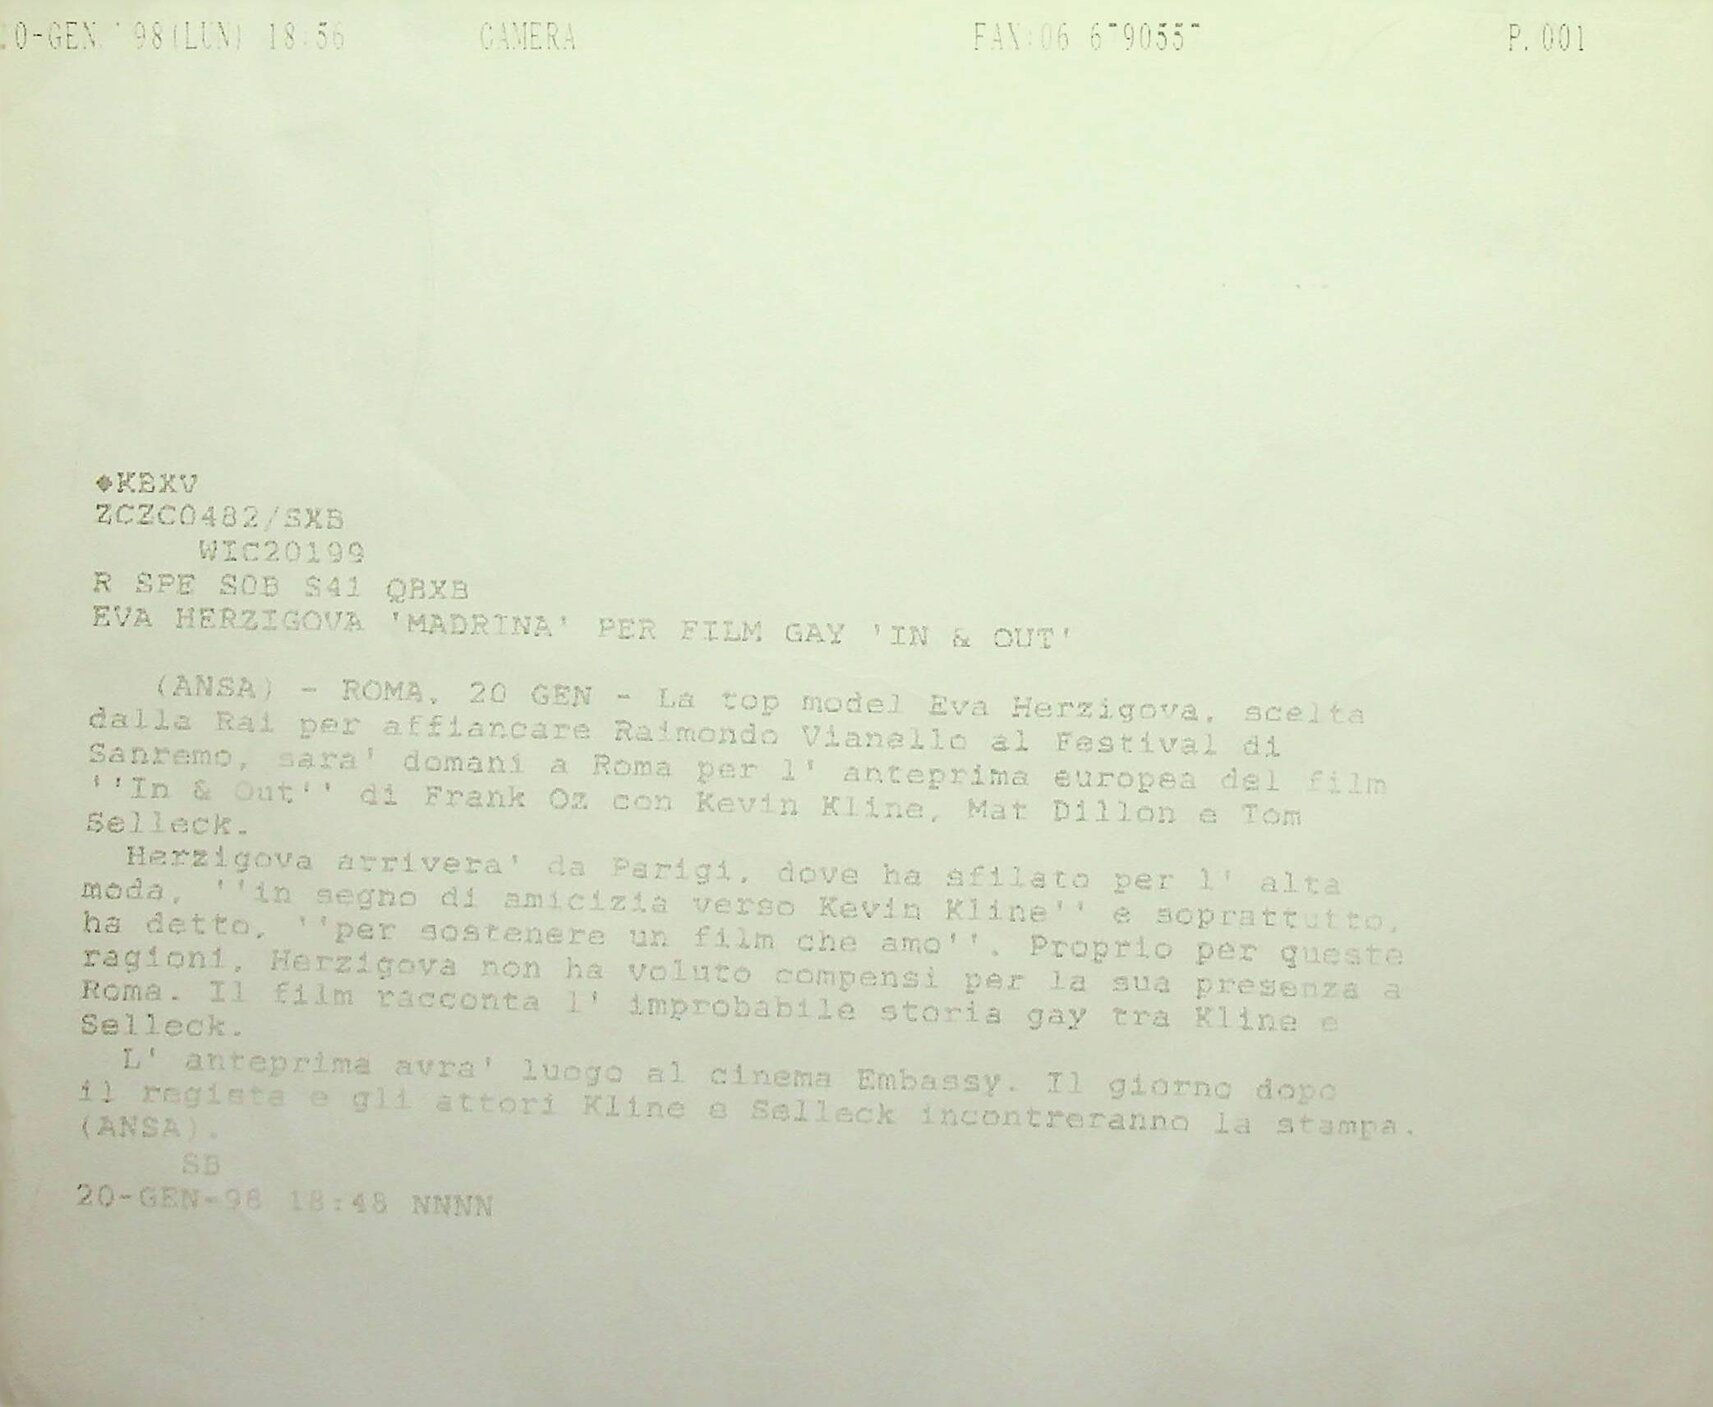 0-GEN '98(LUN) 18:56 CAMERA FAX:06 6790557 P.001
◆KBXV
ZCZC0482/SXB
WIC20199
R SPE S0B S41 QBXB
EVA HERZIGOVA 'MADRINA' PER FILM GAY 'IN & OUT'
(ANSA) - ROMA, 20 GEN - La top model Eva Herzigova, scelta
dalla Rai per affiancare Raimondo Vianello al Festival di
Sanremo, sara' domani a Roma per l' anteprima europea del film
''In & Out'' di Frank Oz con Kevin Kline, Mat Dillon e Tom
Selleck.
Herzigova arrivera' da Parigi, dove ha sfilato per l' alta
moda, ''in segno di amicizia verso Kevin Kline'' e soprattutto,
ha detto, ''per sostenere un film che amo''. Proprio per queste
ragioni, Herzigova non ha voluto compensi per la sua presenza a
Roma. Il film racconta l' improbabile storia gay tra Kline e
Selleck.
L' anteprima avra' luogo al cinema Embassy. Il giorno dopo
il regista e gli attori Kline e Selleck incontreranno la stampa.
(ANSA).
SB
20-GEN-98 18:48 NNNN